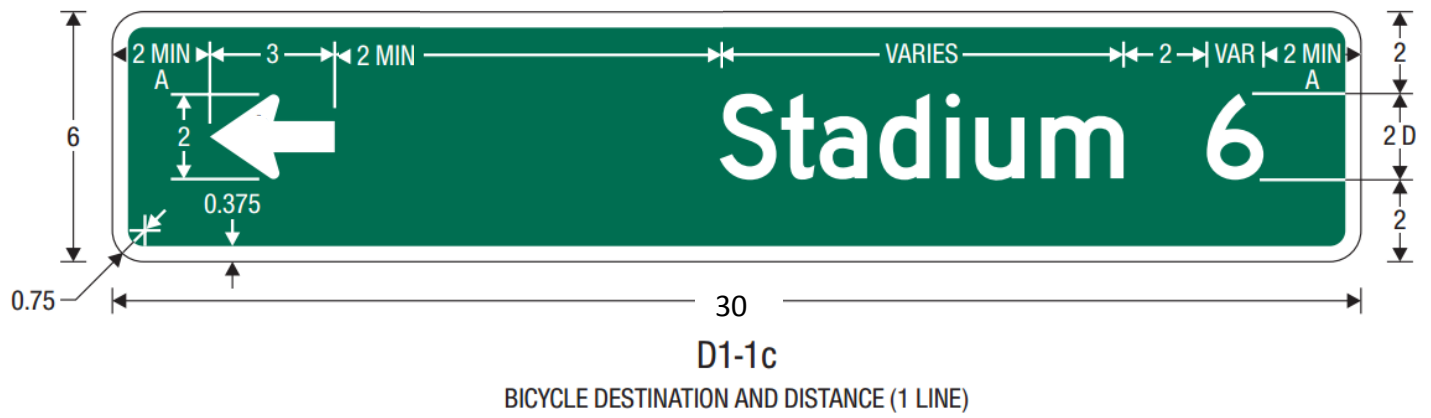 2 MIN 3 2 MIN VARIES 2 VAR 2 MIN 2
A A
6 2 Stadium 6 2 D
0.375 2
0.75
30
D1-1c
BICYCLE DESTINATION AND DISTANCE (1 LINE)